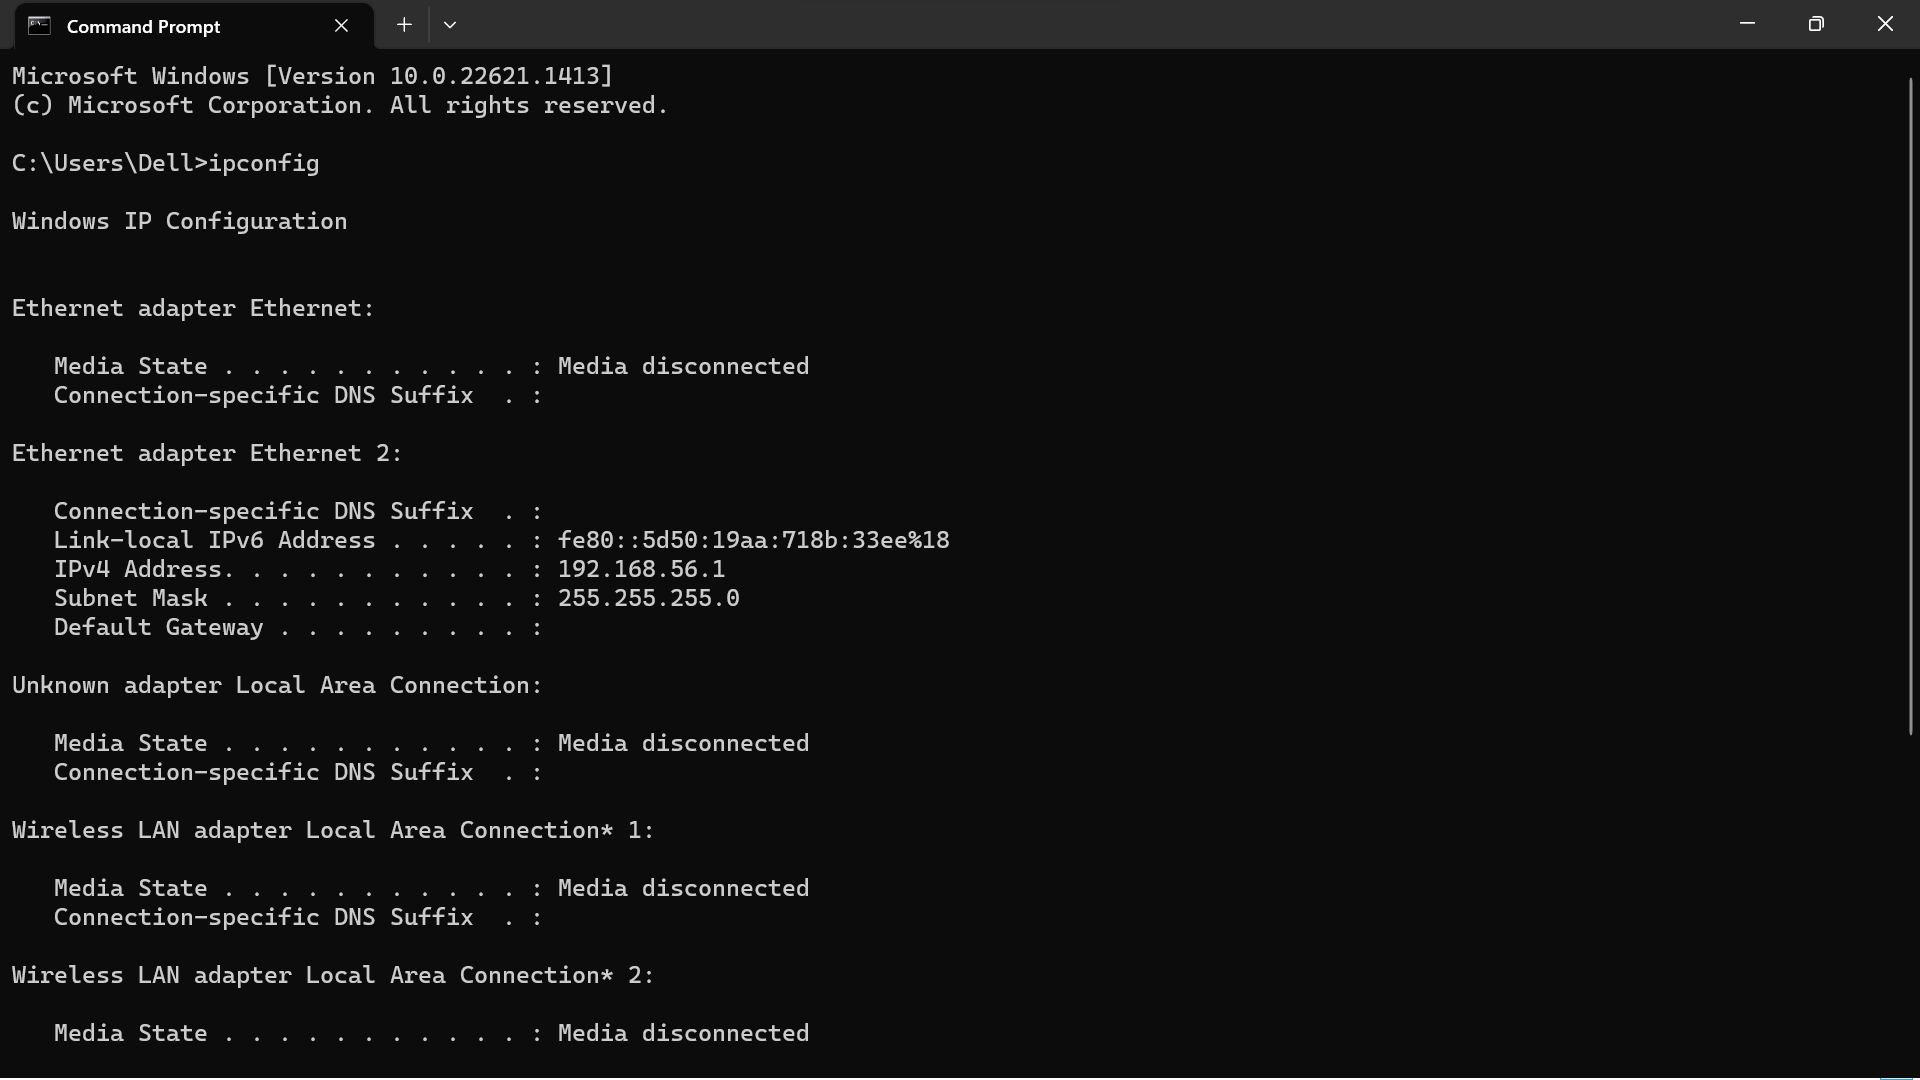 Command Prompt
Microsoft Windows [Version 10.0.22621.1413]
(c) Microsoft Corporation. All rights reserved.
C:\Users\Dell>ipconfig
Windows IP Configuration
Ethernet adapter Ethernet:
   Media State . . . . . . . . . . . : Media disconnected
   Connection-specific DNS Suffix  . :
Ethernet adapter Ethernet 2:
   Connection-specific DNS Suffix  . :
   Link-local IPv6 Address . . . . . : fe80::5d50:19aa:718b:33ee%18
   IPv4 Address. . . . . . . . . . . : 192.168.56.1
   Subnet Mask . . . . . . . . . . . : 255.255.255.0
   Default Gateway . . . . . . . . . :
Unknown adapter Local Area Connection:
   Media State . . . . . . . . . . . : Media disconnected
   Connection-specific DNS Suffix  . :
Wireless LAN adapter Local Area Connection* 1:
   Media State . . . . . . . . . . . : Media disconnected
   Connection-specific DNS Suffix  . :
Wireless LAN adapter Local Area Connection* 2:
   Media State . . . . . . . . . . . : Media disconnected